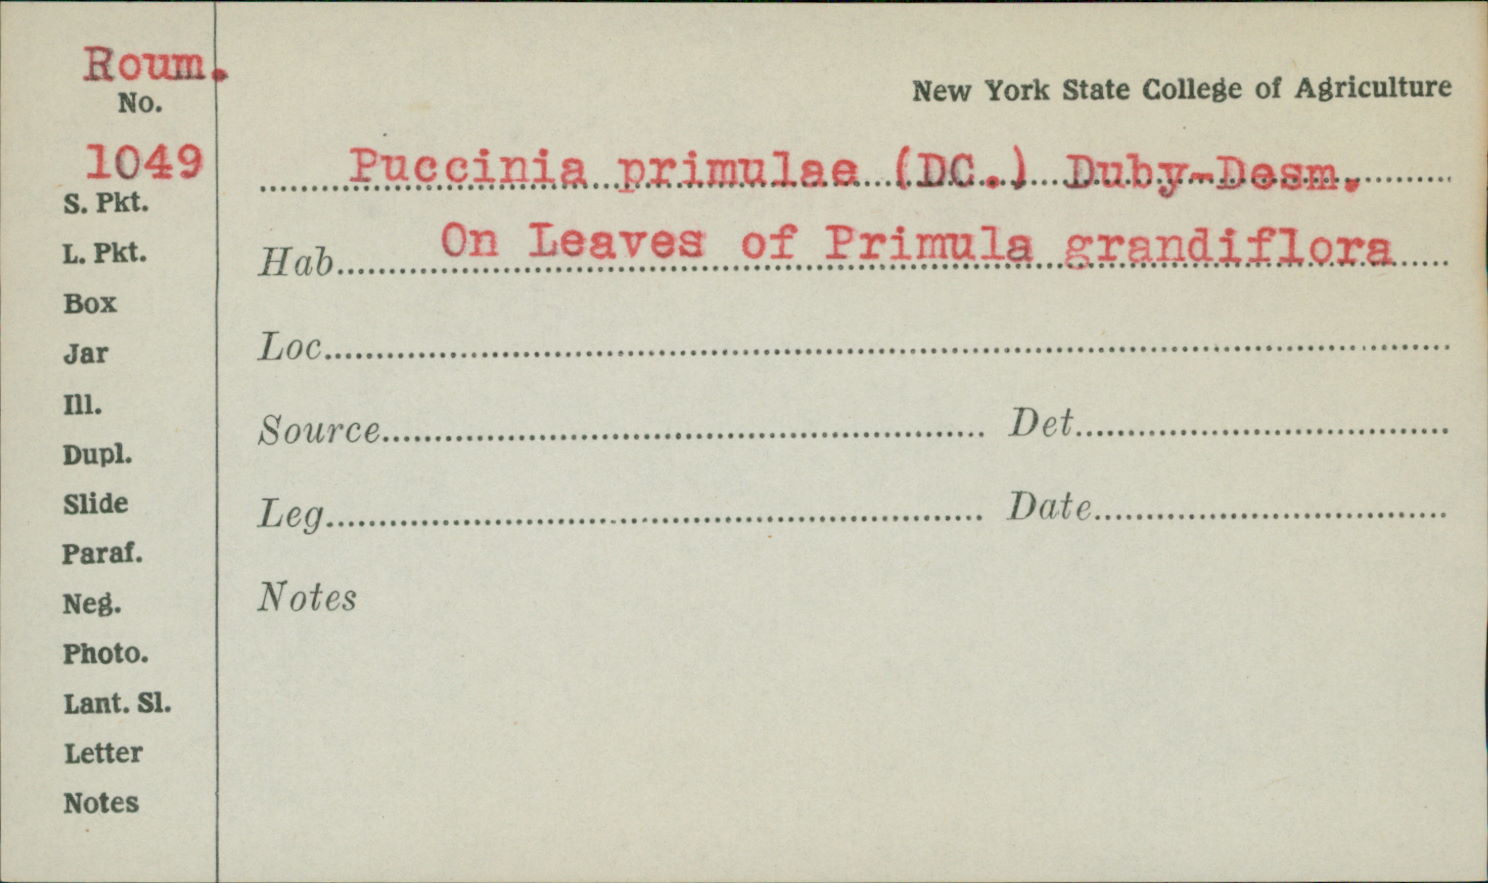 Roum.
No.
1049
S. Pkt.
L. Pkt.
Box
Jar
Ill.
Dupl.
Slide
Paraf.
Neg.
Photo.
Lant. Sl.
Letter
Notes
New York State College of Agriculture
Puccinia primulae (DC.) Duby-Desm.
Hab. On Leaves of Primula grandiflora
Loc.
Source Det.
Leg. Date
Notes